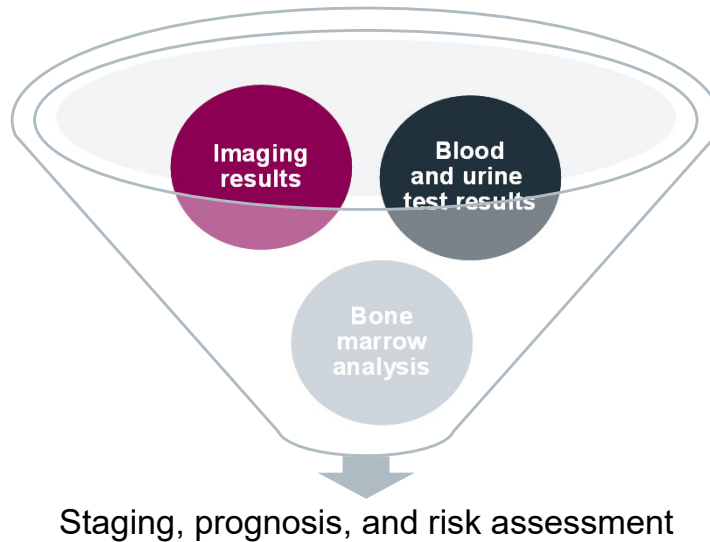 Imaging
results
Blood
and urine
test results
Bone
marrow
analysis
Staging, prognosis, and risk assessment